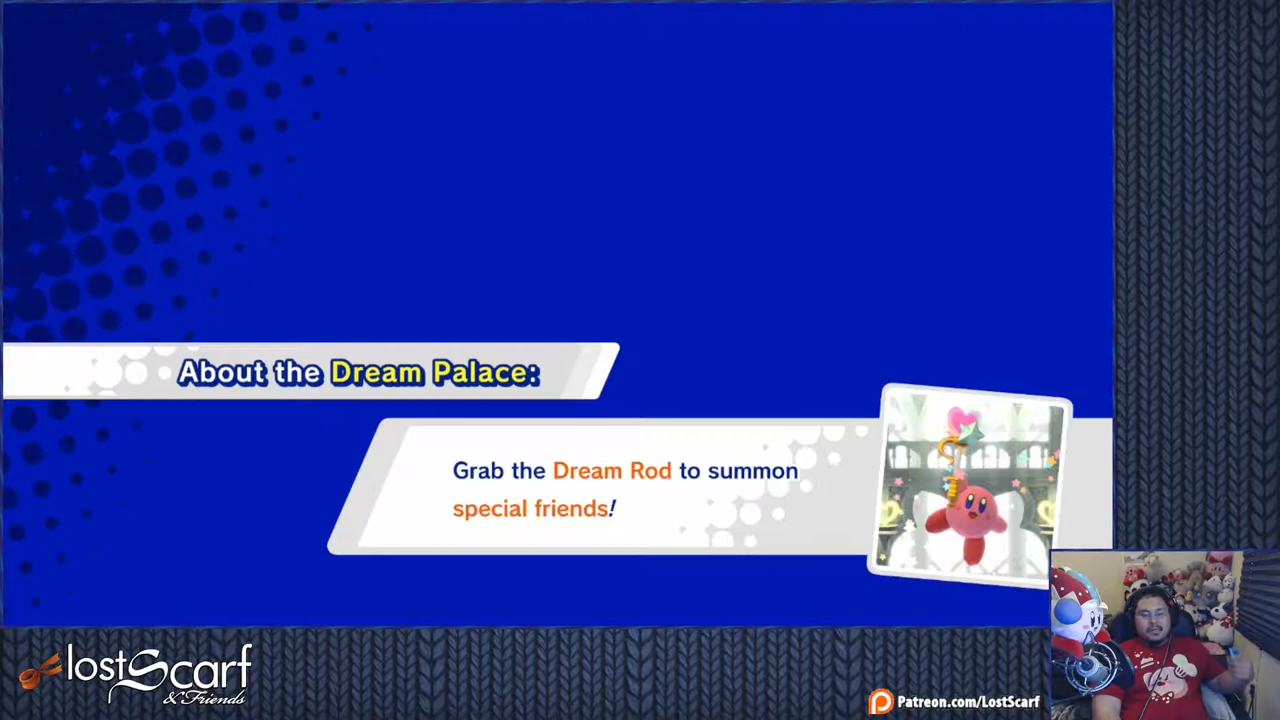 About the Dream Palace:
Grab the Dream Rod to summon
special friends!
lostScarf
& Friends
Patreon.com/LostScarf